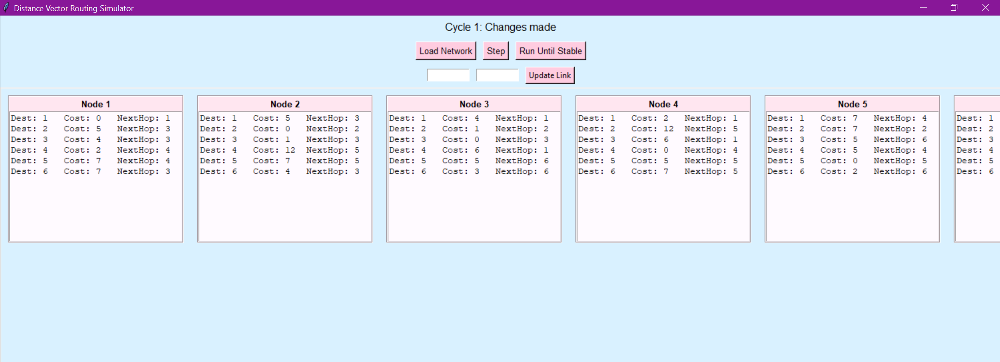 Distance Vector Routing Simulator
Cycle 1: Changes made
Load Network Step Run Until Stable
Update Link
Node 1
Dest: 1 Cost: 0 NextHop: 1
Dest: 2 Cost: 5 NextHop: 3
Dest: 3 Cost: 4 NextHop: 3
Dest: 4 Cost: 2 NextHop: 4
Dest: 5 Cost: 7 NextHop: 4
Dest: 6 Cost: 7 NextHop: 3
Node 2
Dest: 1 Cost: 5 NextHop: 3
Dest: 2 Cost: 0 NextHop: 2
Dest: 3 Cost: 1 NextHop: 3
Dest: 4 Cost: 12 NextHop: 5
Dest: 5 Cost: 7 NextHop: 5
Dest: 6 Cost: 4 NextHop: 3
Node 3
Dest: 1 Cost: 4 NextHop: 1
Dest: 2 Cost: 1 NextHop: 2
Dest: 3 Cost: 0 NextHop: 3
Dest: 4 Cost: 6 NextHop: 1
Dest: 5 Cost: 5 NextHop: 6
Dest: 6 Cost: 3 NextHop: 6
Node 4
Dest: 1 Cost: 2 NextHop: 1
Dest: 2 Cost: 12 NextHop: 5
Dest: 3 Cost: 6 NextHop: 1
Dest: 4 Cost: 0 NextHop: 4
Dest: 5 Cost: 5 NextHop: 5
Dest: 6 Cost: 7 NextHop: 5
Node 5
Dest: 1 Cost: 7 NextHop: 4
Dest: 2 Cost: 7 NextHop: 2
Dest: 3 Cost: 5 NextHop: 6
Dest: 4 Cost: 5 NextHop: 4
Dest: 5 Cost: 0 NextHop: 5
Dest: 6 Cost: 2 NextHop: 6
Dest: 1
Dest: 2
Dest: 3
Dest: 4
Dest: 5
Dest: 6